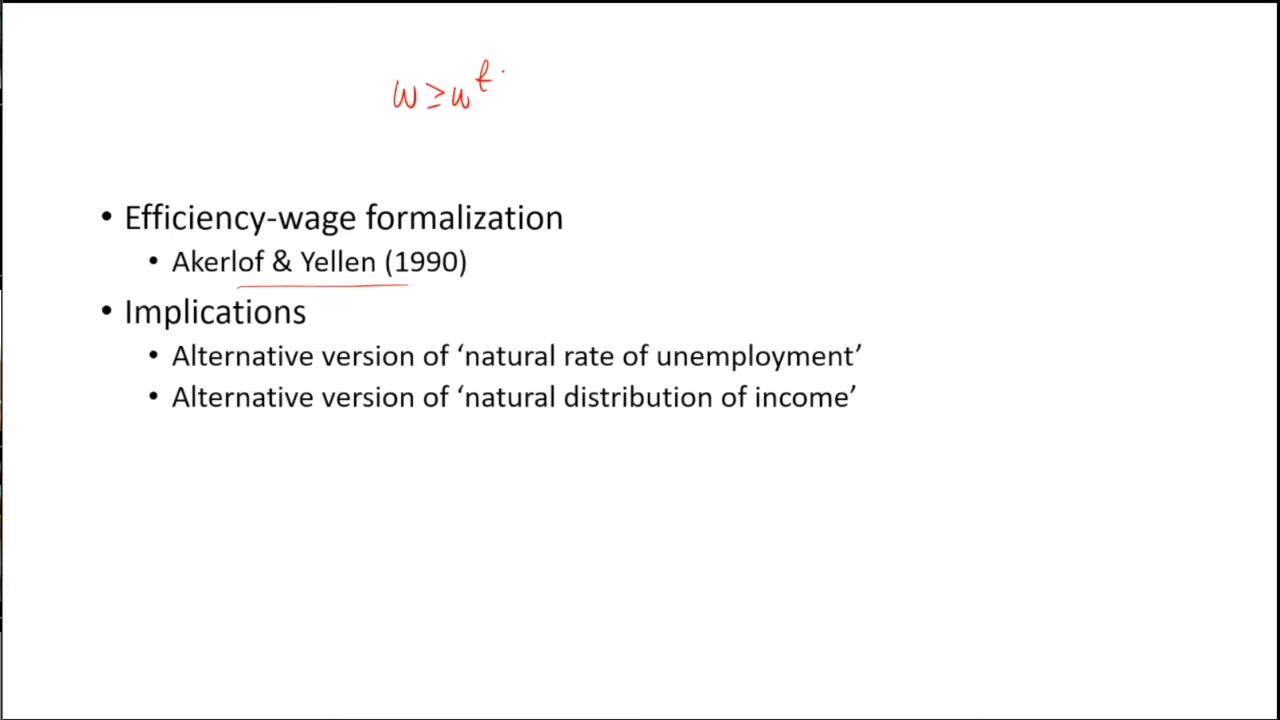 w ≥ w^f
• Efficiency-wage formalization
• Akerlof & Yellen (1990)
• Implications
• Alternative version of ‘natural rate of unemployment’
• Alternative version of ‘natural distribution of income’